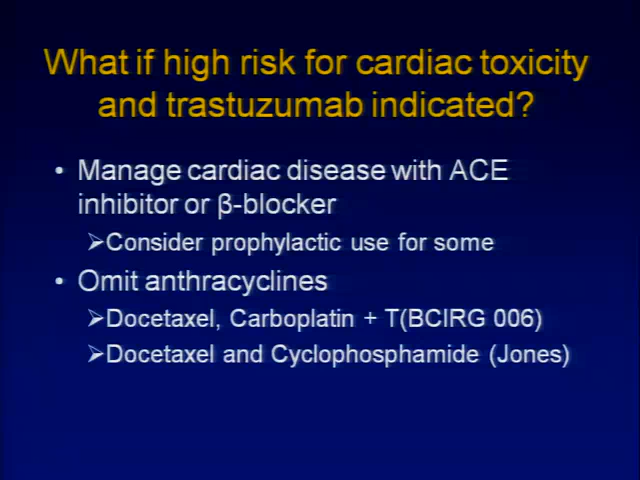 What if high risk for cardiac toxicity
and trastuzumab indicated?
• Manage cardiac disease with ACE
inhibitor or β-blocker
➢Consider prophylactic use for some
• Omit anthracyclines
➢Docetaxel, Carboplatin + T(BCIRG 006)
➢Docetaxel and Cyclophosphamide (Jones)